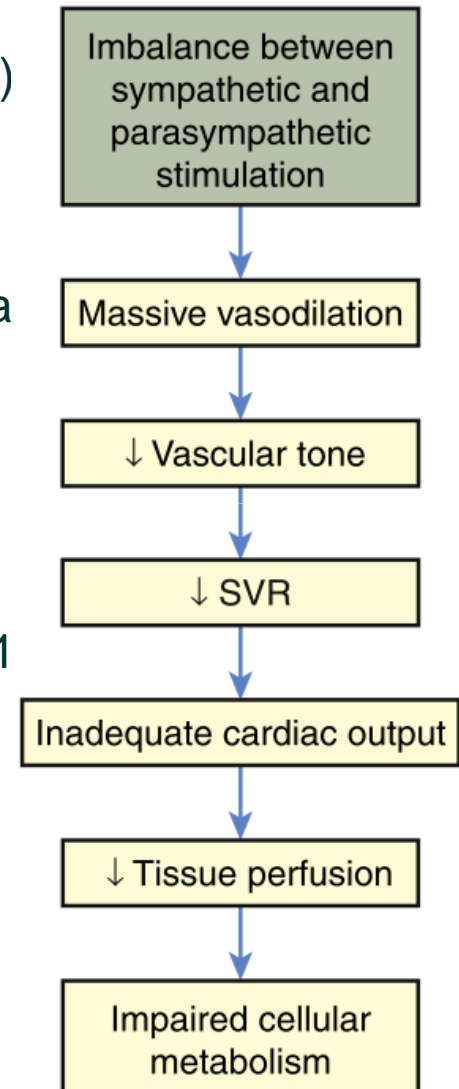 Imbalance between
)
sympathetic and
parasympathetic
stimulation
a
Massive vasodilation
↓ Vascular tone
↓ SVR
1
Inadequate cardiac output
↓ Tissue perfusion
Impaired cellular
metabolism